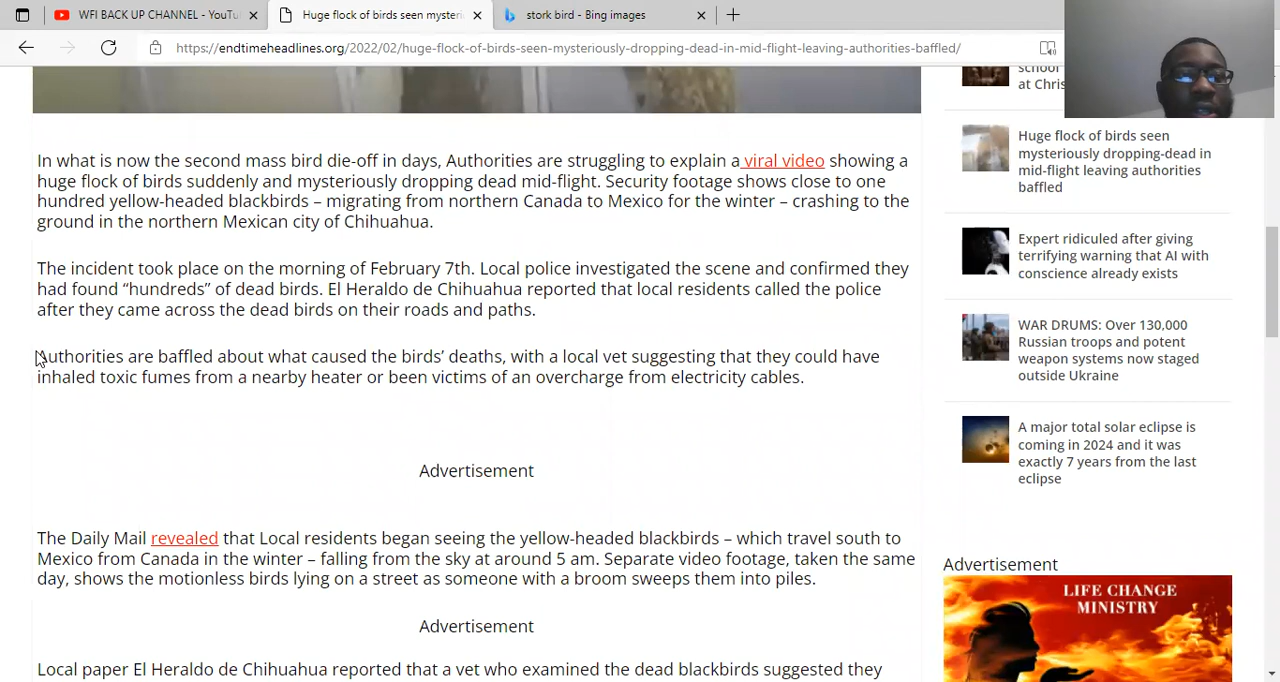 WFI BACK UP CHANNEL - YouTu
Huge flock of birds seen mysteri
stork bird - Bing images
https://endtimeheadlines.org/2022/02/huge-flock-of-birds-seen-mysteriously-dropping-dead-in-mid-flight-leaving-authorities-baffled/
In what is now the second mass bird die-off in days, Authorities are struggling to explain a viral video showing a
huge flock of birds suddenly and mysteriously dropping dead mid-flight. Security footage shows close to one
hundred yellow-headed blackbirds – migrating from northern Canada to Mexico for the winter – crashing to the
ground in the northern Mexican city of Chihuahua.
The incident took place on the morning of February 7th. Local police investigated the scene and confirmed they
had found “hundreds” of dead birds. El Heraldo de Chihuahua reported that local residents called the police
after they came across the dead birds on their roads and paths.
Authorities are baffled about what caused the birds’ deaths, with a local vet suggesting that they could have
inhaled toxic fumes from a nearby heater or been victims of an overcharge from electricity cables.
Advertisement
The Daily Mail revealed that Local residents began seeing the yellow-headed blackbirds – which travel south to
Mexico from Canada in the winter – falling from the sky at around 5 am. Separate video footage, taken the same
day, shows the motionless birds lying on a street as someone with a broom sweeps them into piles.
Advertisement
Local paper El Heraldo de Chihuahua reported that a vet who examined the dead blackbirds suggested they
school
at Chris
Huge flock of birds seen
mysteriously dropping-dead in
mid-flight leaving authorities
baffled
Expert ridiculed after giving
terrifying warning that AI with
conscience already exists
WAR DRUMS: Over 130,000
Russian troops and potent
weapon systems now staged
outside Ukraine
A major total solar eclipse is
coming in 2024 and it was
exactly 7 years from the last
eclipse
Advertisement
LIFE CHANGE
MINISTRY